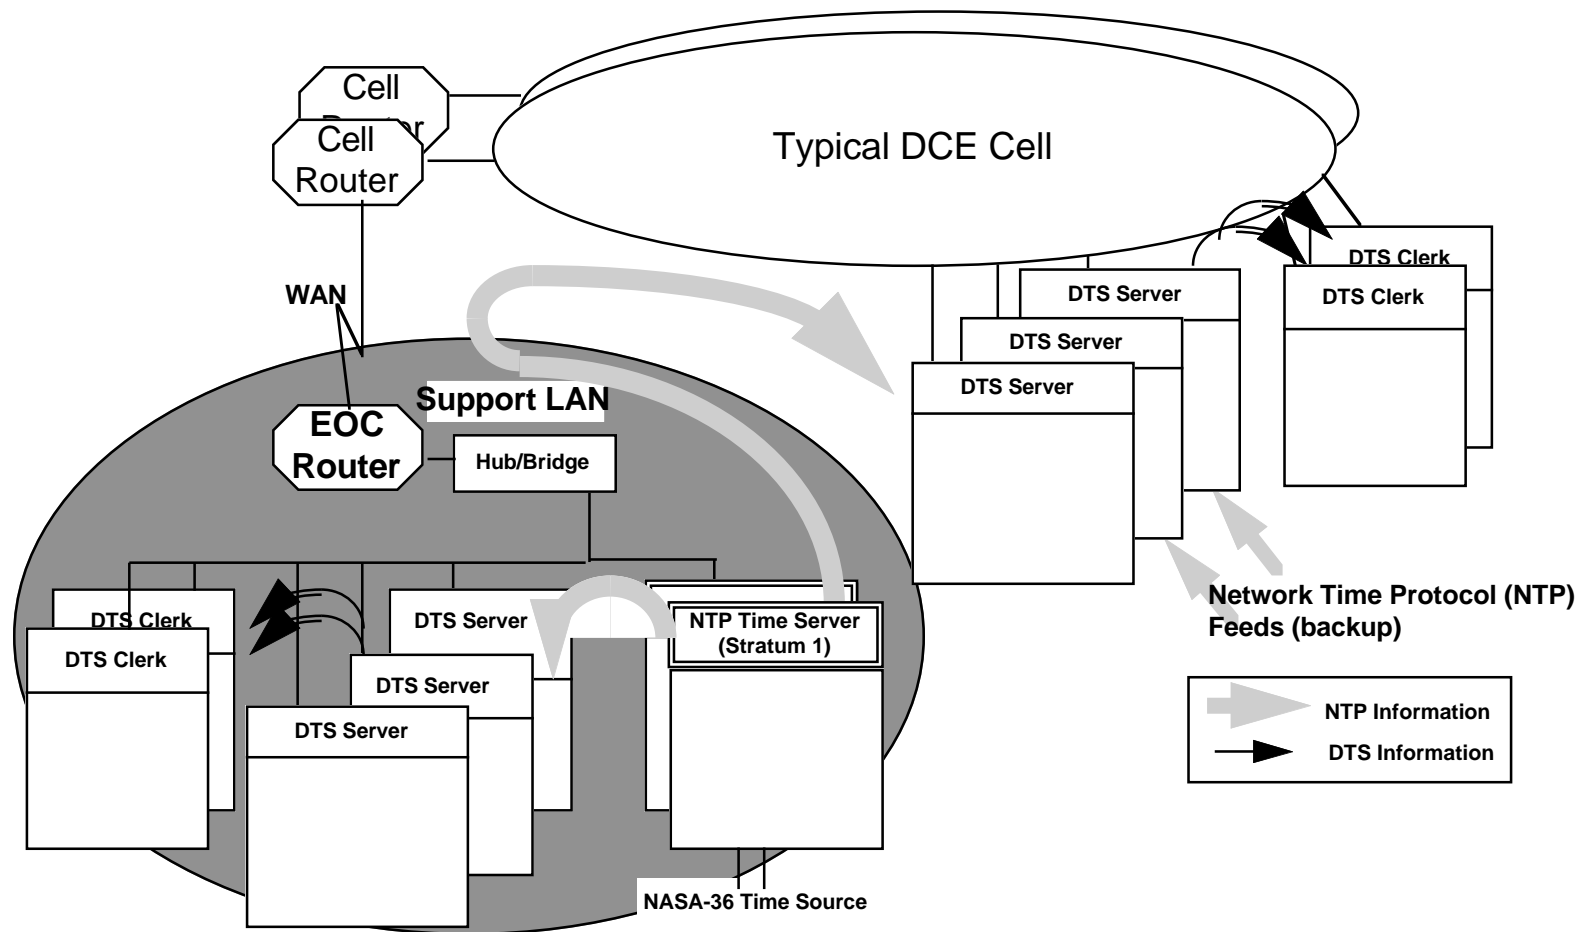 Cell
Cell
Router
Typical DCE Cell
DTS Clerk
DTS Clerk
DTS Server
DTS Server
DTS Server
WAN
Support LAN
EOC
Router
Hub/Bridge
Network Time Protocol (NTP)
Feeds (backup)
DTS Clerk
DTS Clerk
DTS Server
DTS Server
DTS Server
NTP Time Server
(Stratum 1)
NTP Information
DTS Information
NASA-36 Time Source